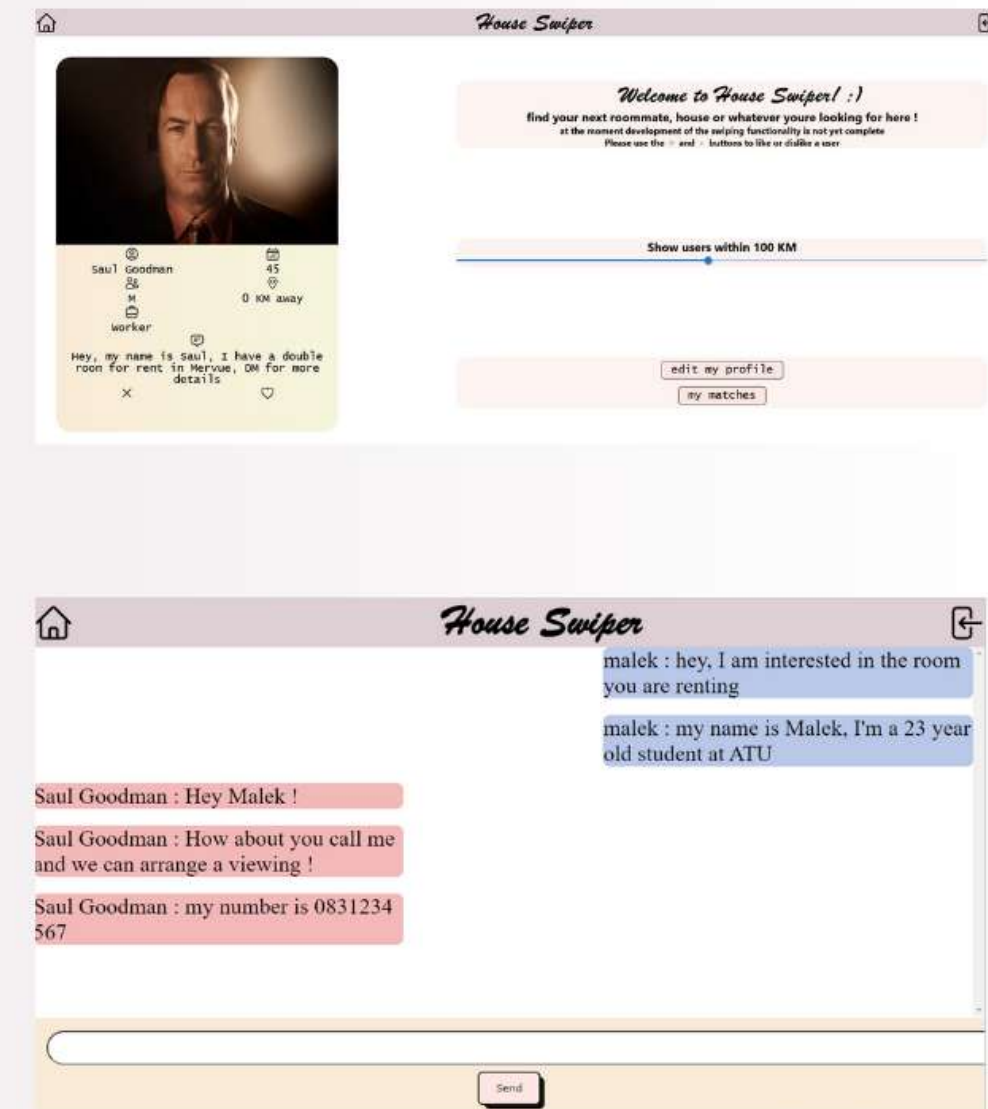 House Swiper
Welcome to House Swiper! :)
find your next roommate, house or whatever youre looking for here !
at the moment development of the swiping functionality is not yet complete
Please use the ♡ and × buttons to like or dislike a user
Saul Goodman
45
M
0 KM away
Worker
Hey, my name is Saul, I have a double
room for rent in Mervue, DM for more
details
Show users within 100 KM
edit my profile
my matches
House Swiper
malek : hey, I am interested in the room
you are renting
malek : my name is Malek, I'm a 23 year
old student at ATU
Saul Goodman : Hey Malek !
Saul Goodman : How about you call me
and we can arrange a viewing !
Saul Goodman : my number is 0831234
567
Send